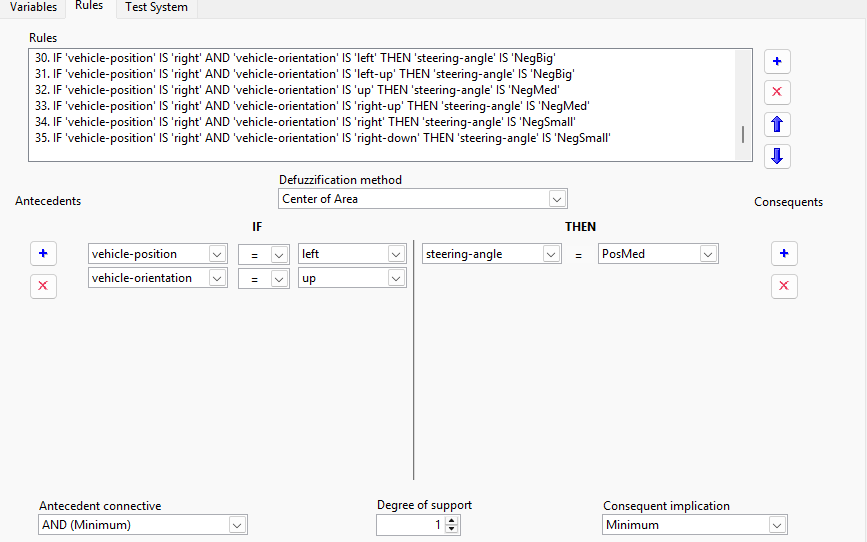 Variables Rules Test System
Rules
30. IF 'vehicle-position' IS 'right' AND 'vehicle-orientation' IS 'left' THEN 'steering-angle' IS 'NegBig'
31. IF 'vehicle-position' IS 'right' AND 'vehicle-orientation' IS 'left-up' THEN 'steering-angle' IS 'NegBig'
32. IF 'vehicle-position' IS 'right' AND 'vehicle-orientation' IS 'up' THEN 'steering-angle' IS 'NegMed'
33. IF 'vehicle-position' IS 'right' AND 'vehicle-orientation' IS 'right-up' THEN 'steering-angle' IS 'NegMed'
34. IF 'vehicle-position' IS 'right' AND 'vehicle-orientation' IS 'right' THEN 'steering-angle' IS 'NegSmall'
35. IF 'vehicle-position' IS 'right' AND 'vehicle-orientation' IS 'right-down' THEN 'steering-angle' IS 'NegSmall'
Defuzzification method
Center of Area
Antecedents
Consequents
IF THEN
vehicle-position = left steering-angle = PosMed
vehicle-orientation = up
Antecedent connective Degree of support Consequent implication
AND (Minimum) 1 Minimum